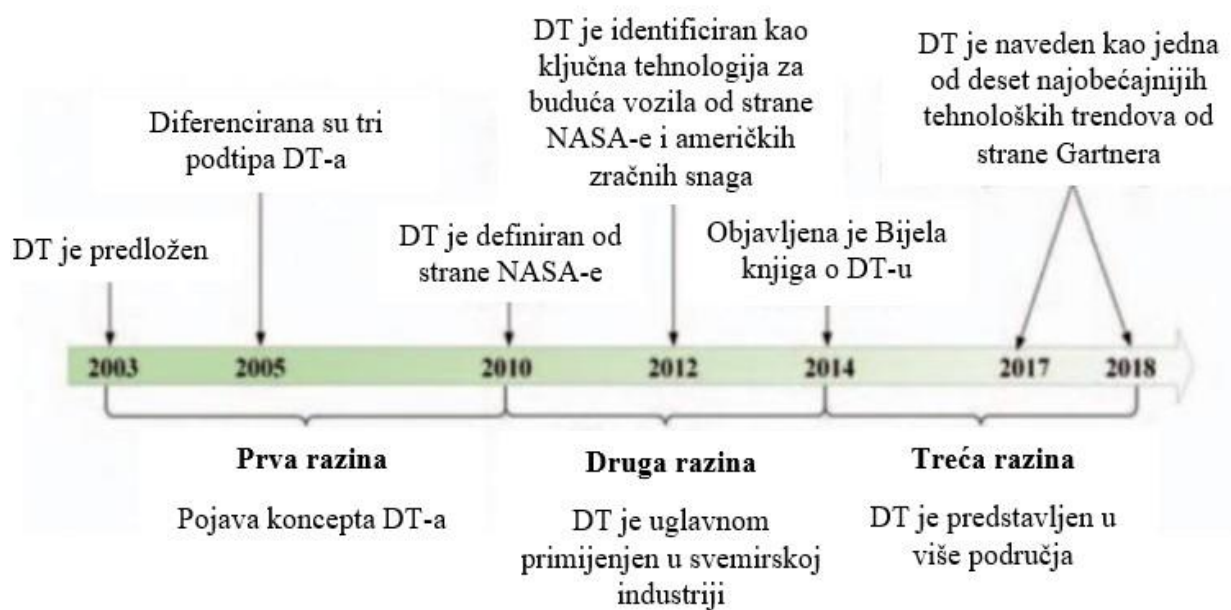 DT je predložen
Diferencirana su tri
podtipa DT-a
DT je definiran od
strane NASA-e
DT je identificiran kao
ključna tehnologija za
buduća vozila od strane
NASA-e i američkih
zračnih snaga
Objavljena je Bijela
knjiga o DT-u
DT je naveden kao jedna
od deset najobećajnijih
tehnoloških trendova od
strane Gartnera
2003 2005 2010 2012 2014 2017 2018
Prva razina
Pojava koncepta DT-a
Druga razina
DT je uglavnom
primijenjen u svemirskoj
industriji
Treća razina
DT je predstavljen u
više područja